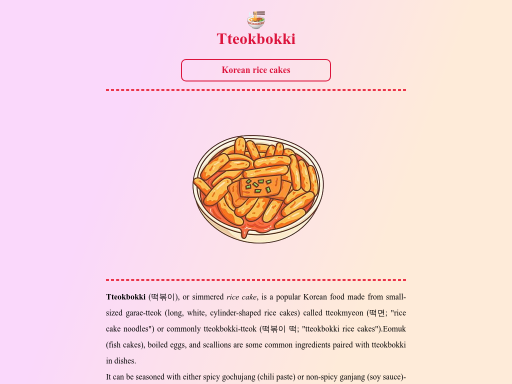 Tteokbokki
Korean rice cakes
Tteokbokki (떡볶이), or simmered rice cake, is a popular Korean food made from small-
sized garae-tteok (long, white, cylinder-shaped rice cakes) called tteokmyeon (떡면; "rice
cake noodles") or commonly tteokbokki-tteok (떡볶이 떡; "tteokbokki rice cakes").Eomuk
(fish cakes), boiled eggs, and scallions are some common ingredients paired with tteokbokki
in dishes.
It can be seasoned with either spicy gochujang (chili paste) or non-spicy ganjang (soy sauce)-